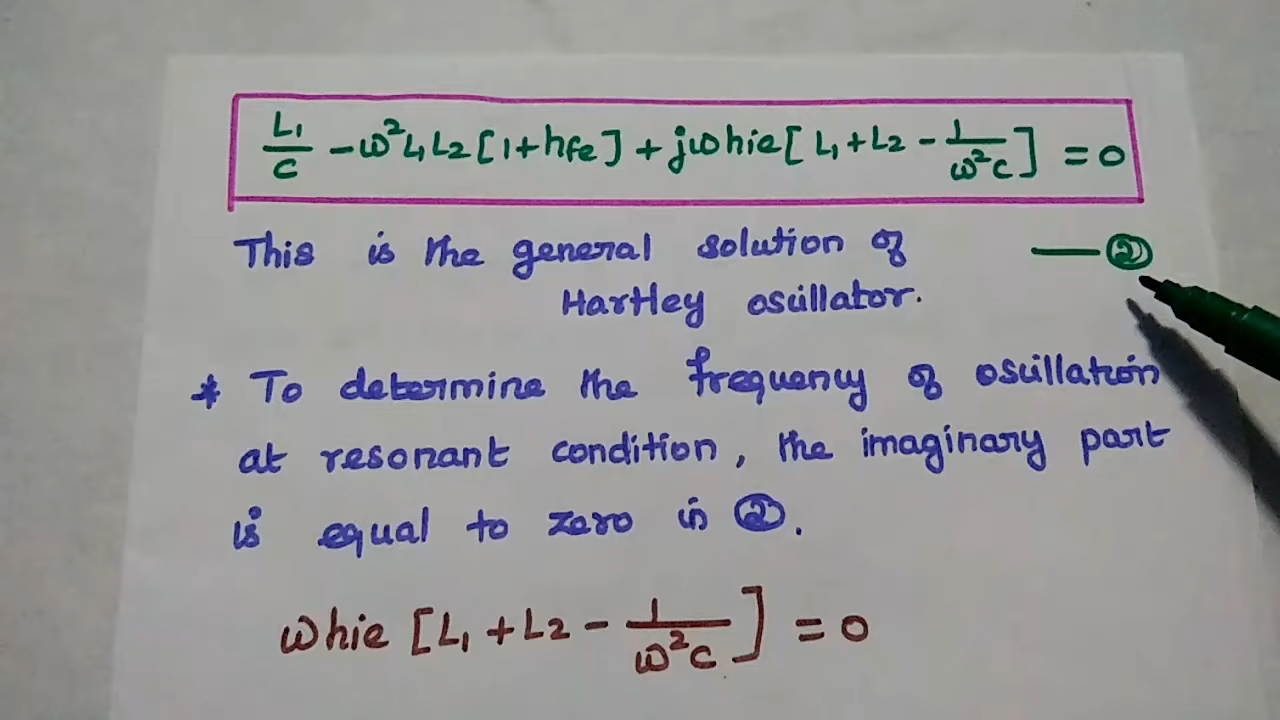 L₁/C - ω²L₁L₂[1+hfe] + jωhie[L₁+L₂ - 1/ω²C] = 0
This is the general solution of — ②
Hartley oscillator.
* To determine the frequency of oscillation
at resonant condition, the imaginary part
is equal to zero in ②.
ωhie [L₁ + L₂ - 1/ω²C] = 0